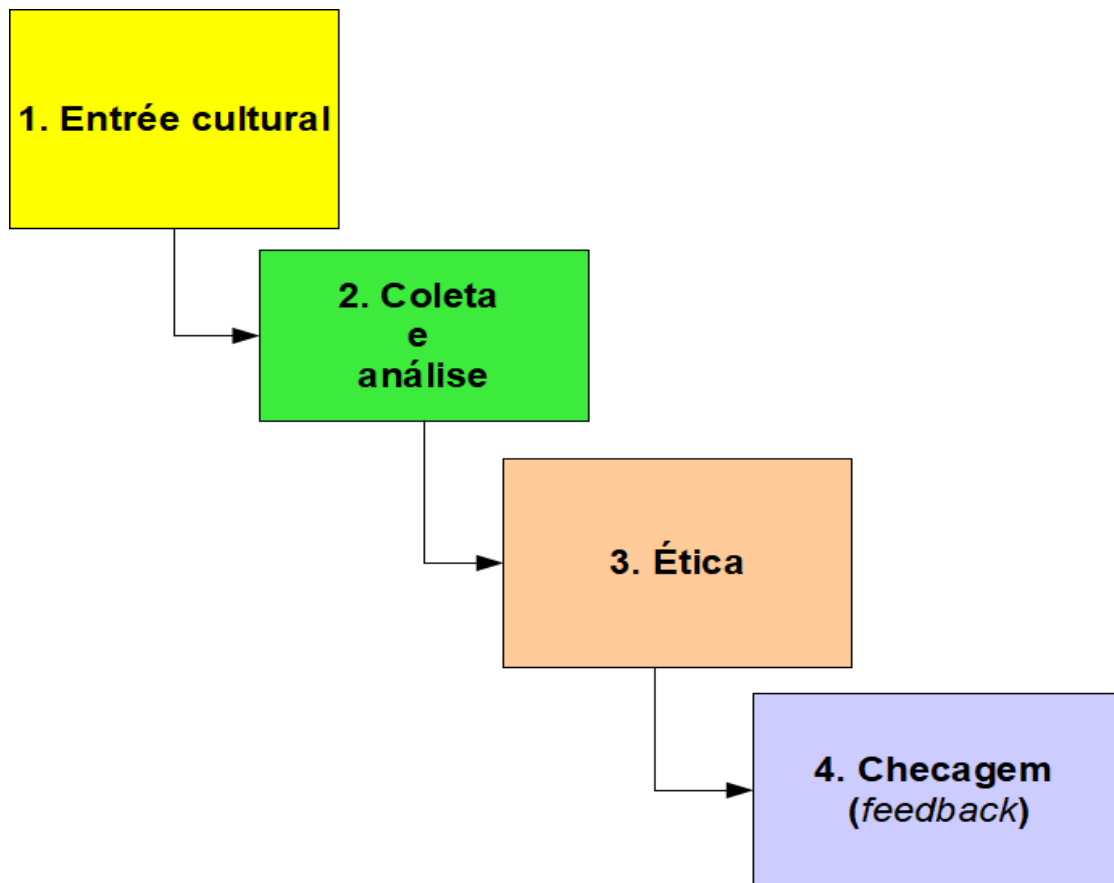 1. Entrée cultural
2. Coleta
e
análise
3. Ética
4. Checagem
(feedback)